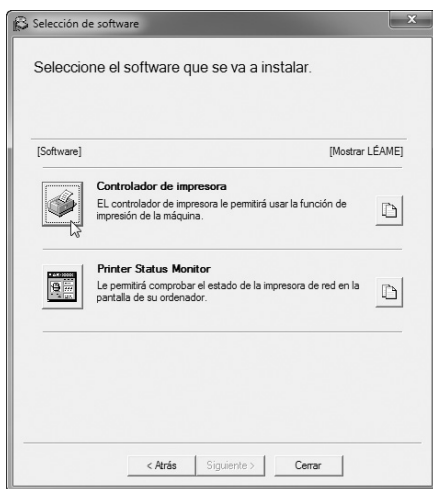 Selección de software
Seleccione el software que se va a instalar.
[Software] [Mostrar LÉAME]
Controlador de impresora
EL controlador de impresora le permitirá usar la función de
impresión de la máquina.
Printer Status Monitor
Le permitirá comprobar el estado de la impresora de red en la
pantalla de su ordenador.
< Atrás Siguiente > Cerrar